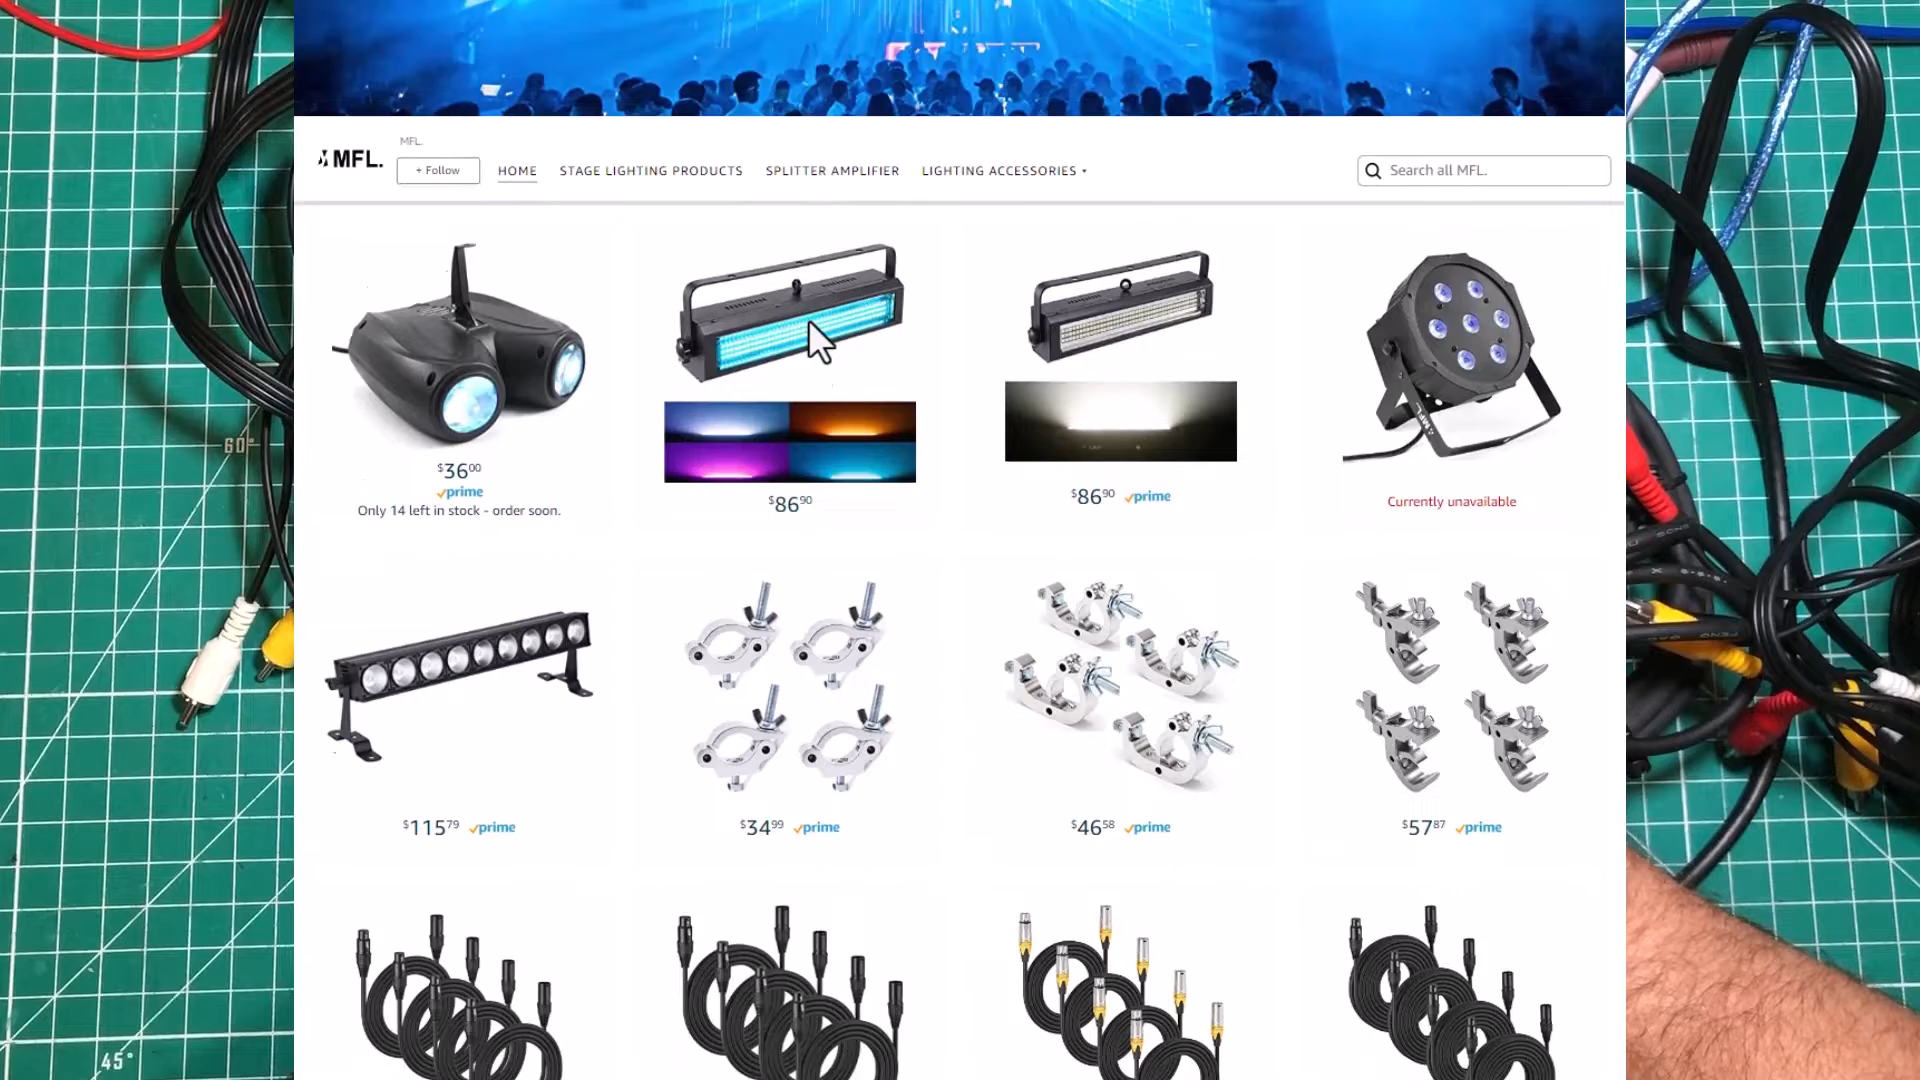 MFL.
MFL.
+ Follow
HOME
STAGE LIGHTING PRODUCTS
SPLITTER AMPLIFIER
LIGHTING ACCESSORIES
Search all MFL.
$36.00
prime
Only 14 left in stock - order soon.
$86.90
$86.90 prime
MFL.
Currently unavailable
$115.79 prime
$34.99 prime
$46.58 prime
$57.87 prime
60°
45°